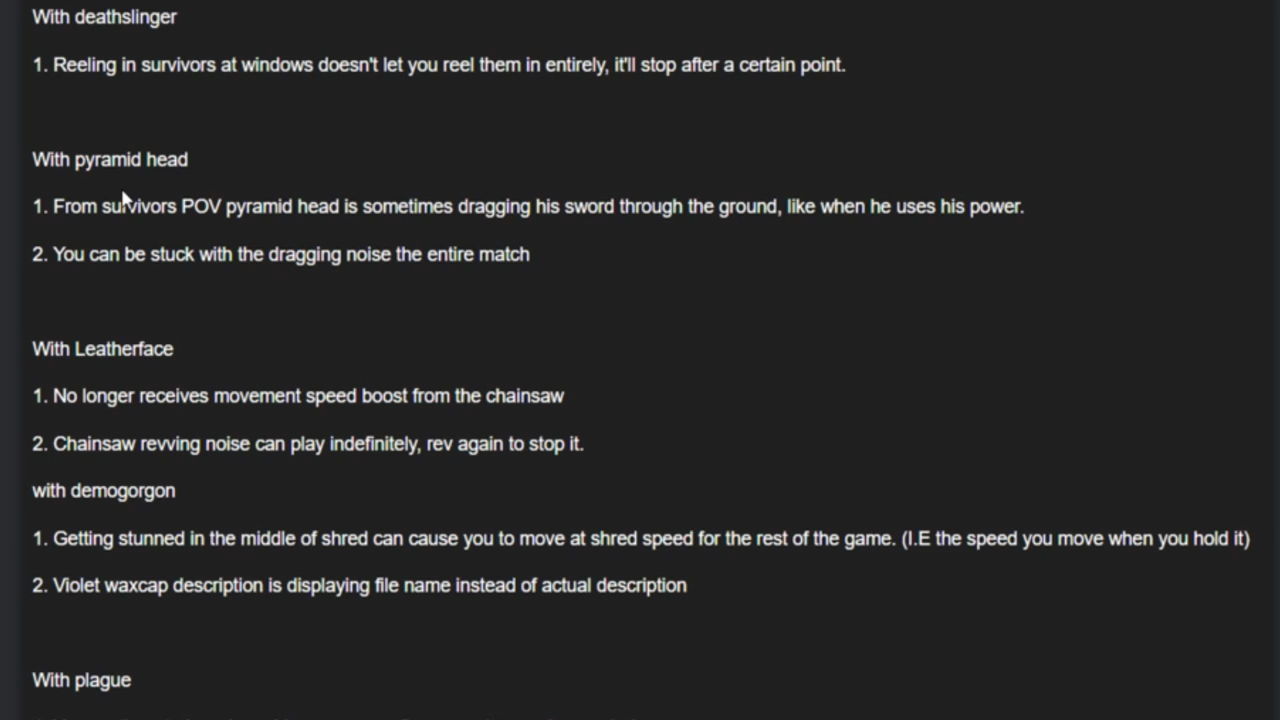 With deathslinger
1. Reeling in survivors at windows doesn't let you reel them in entirely, it'll stop after a certain point.
With pyramid head
1. From survivors POV pyramid head is sometimes dragging his sword through the ground, like when he uses his power.
2. You can be stuck with the dragging noise the entire match
With Leatherface
1. No longer receives movement speed boost from the chainsaw
2. Chainsaw revving noise can play indefinitely, rev again to stop it.
with demogorgon
1. Getting stunned in the middle of shred can cause you to move at shred speed for the rest of the game. (I.E the speed you move when you hold it)
2. Violet waxcap description is displaying file name instead of actual description
With plague